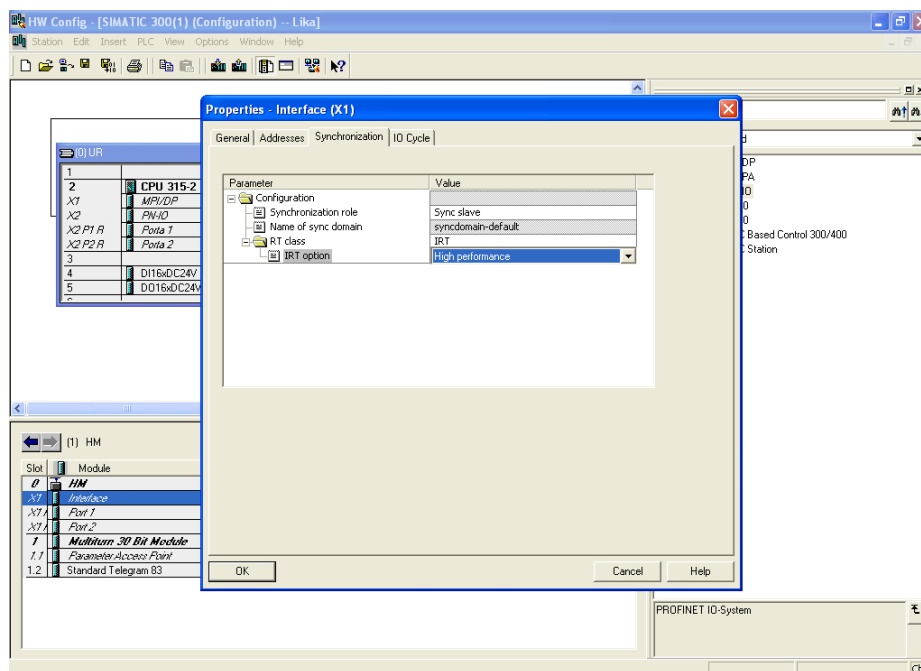 HW Config - [SIMATIC 300(1) (Configuration) -- Lika]
Station Edit Insert PLC View Options Window Help
Properties - Interface (X1)
General Addresses Synchronization IO Cycle
Parameter Value
Configuration
Synchronization role Sync slave
Name of sync domain syncdomain-default
RT class IRT
IRT option High performance
OK Cancel Help
(0) UR
1
2 CPU 315-2
X1 MPI/DP
X2 PN-IO
X2 P1 R Porta 1
X2 P2 R Porta 2
3
4 DI16xDC24V
5 DO16xDC24V
DP
PA
IO
0
0
C Based Control 300/400
C Station
(1) HM
Slot Module
0 HM
X1 Interface
X1 Port 1
X1 Port 2
1 Multiturn 30 Bit Module
1.1 Parameter Access Point
1.2 Standard Telegram 83
PROFINET IO-System